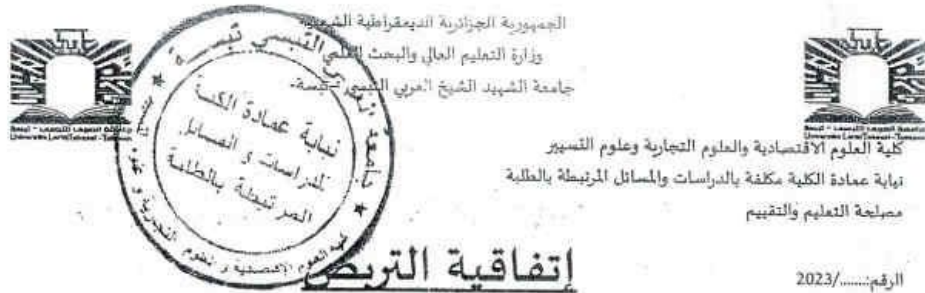 الجمهورية الجزائرية الديمقراطية الشعبية
وزارة التعليم العالي والبحث العلمي
جامعة الشهيد الشيخ العربي التبسي تبسة.
كلية العلوم الاقتصادية والعلوم التجارية وعلوم التسيير
نيابة عمادة الكلية مكلفة بالدراسات والمسائل المرتبطة بالطلبة
مصلحة التعليم والتقييم
إتفاقية التربص
الرقم:......./2023
نيابة عمادة الكلية
للدراسات و المسائل
المرتبطة بالطلبة